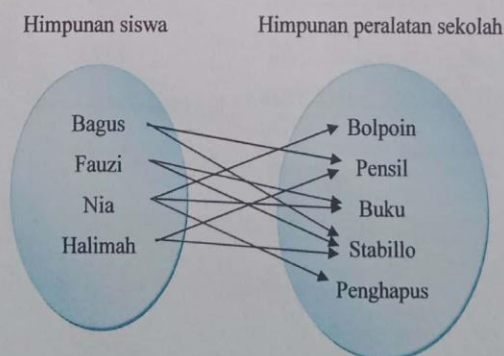 Himpunan siswa
Himpunan peralatan sekolah
Bagus
Fauzi
Nia
Halimah
Bolpoin
Pensil
Buku
Stabillo
Penghapus